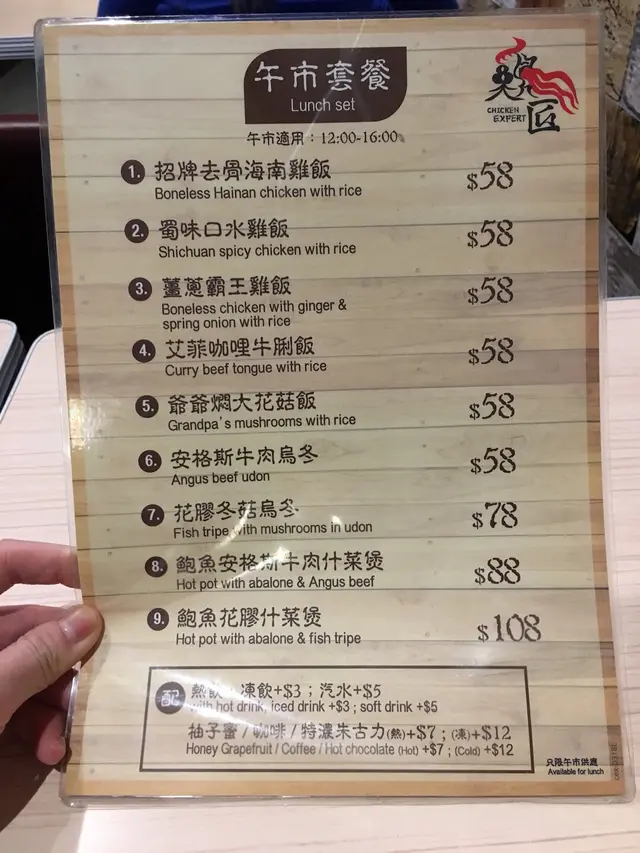 午市套餐
Lunch set
CHICKEN
EXPERT
匠
午市適用：12:00-16:00
1. 招牌去骨海南雞飯 $58
Boneless Hainan chicken with rice
2. 蜀味口水雞飯 $58
Shichuan spicy chicken with rice
3. 薑蔥霸王雞飯 $58
Boneless chicken with ginger &
spring onion with rice
4. 艾菲咖哩牛脷飯 $58
Curry beef tongue with rice
5. 爺爺燜大花菇飯 $58
Grandpa's mushrooms with rice
6. 安格斯牛肉烏冬 $58
Angus beef udon
7. 花膠冬菇烏冬 $78
Fish tripe with mushrooms in udon
8. 鮑魚安格斯牛肉什菜煲 $88
Hot pot with abalone & Angus beef
9. 鮑魚花膠什菜煲 $108
Hot pot with abalone & fish tripe
配 熱飲，凍飲+$3；汽水+$5
with hot drink, iced drink +$3 ; soft drink +$5
柚子蜜 / 咖啡 / 特濃朱古力(熱)+$7；(凍)+$12
Honey Grapefruit / Coffee / Hot chocolate (Hot) +$7 ; (Cold) +$12
只限午市供應
Available for lunch